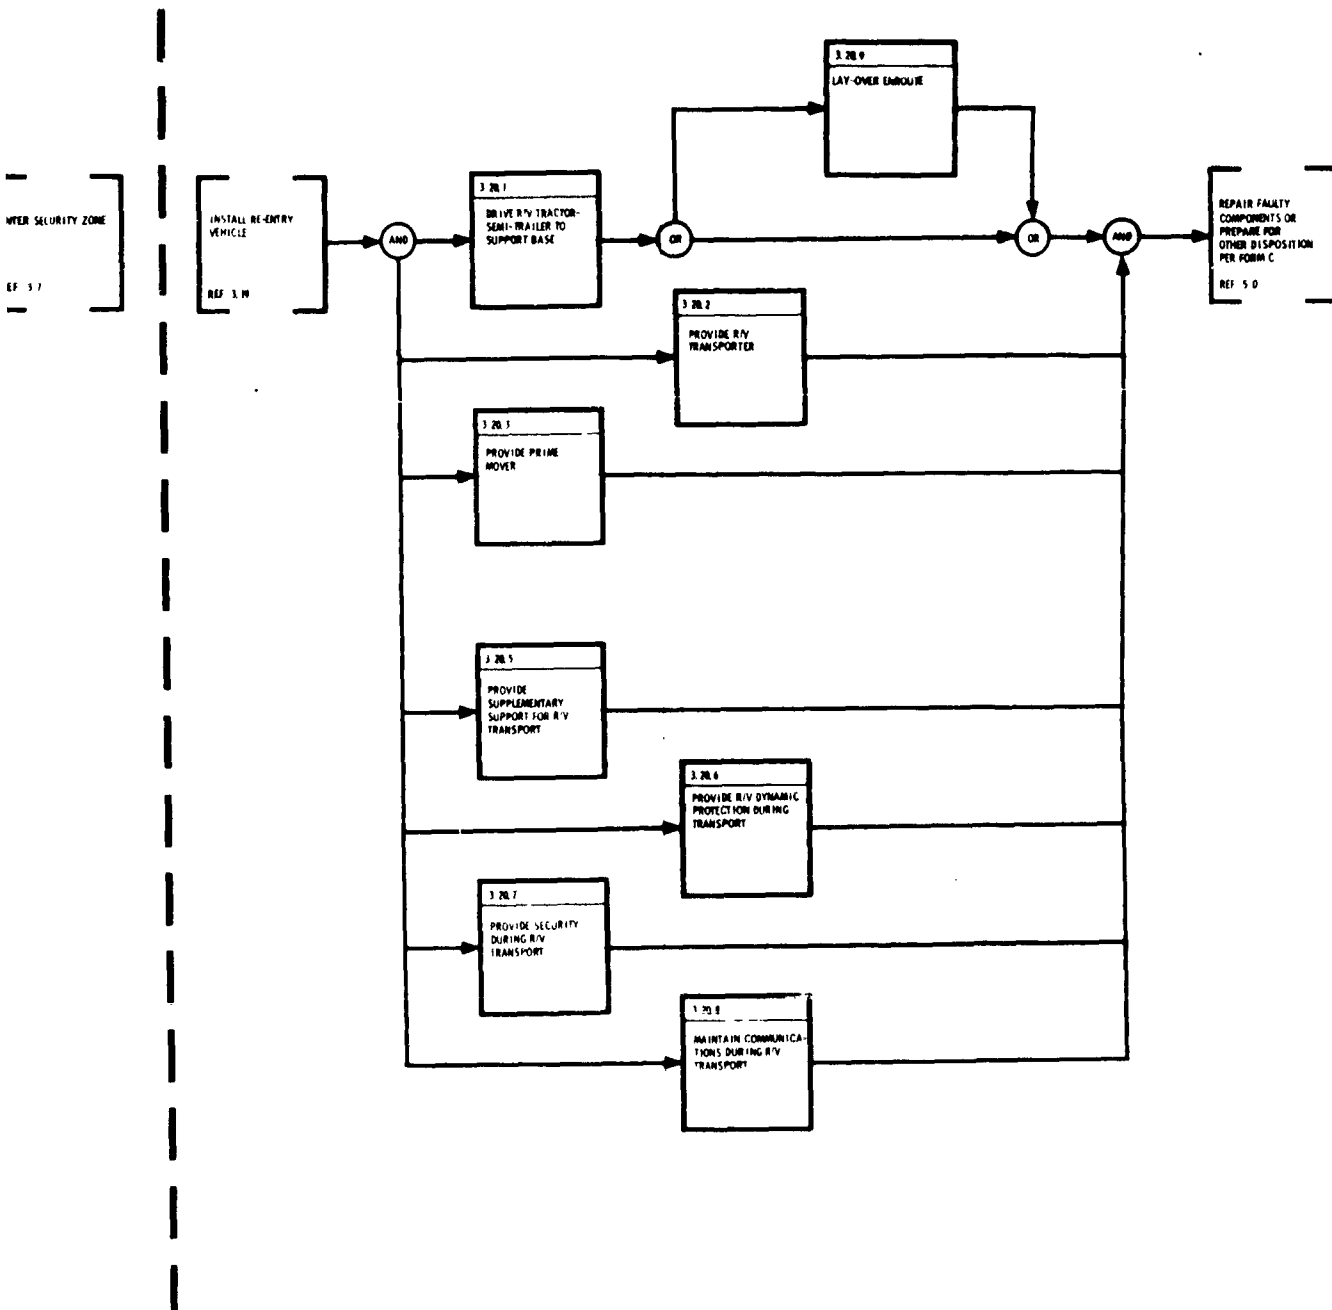 3.20.9
LAY-OVER ENROUTE
SECURITY ZONE
3.7
INSTALL RE-ENTRY
VEHICLE
REF 3.19
AND
3.20.1
DRIVE R/V TRACTOR-
SEMI-TRAILER TO
SUPPORT BASE
OR
OR
AND
REPAIR FAULTY
COMPONENTS OR
PREPARE FOR
OTHER DISPOSITION
PER FORM C
REF 5.0
3.20.2
PROVIDE R/V
TRANSPORTER
3.20.3
PROVIDE PRIME
MOVER
3.20.5
PROVIDE
SUPPLEMENTARY
SUPPORT FOR R/V
TRANSPORT
3.20.6
PROVIDE R/V DYNAMIC
PROTECTION DURING
TRANSPORT
3.20.7
PROVIDE SECURITY
DURING R/V
TRANSPORT
3.20.8
MAINTAIN COMMUNICA-
TIONS DURING R/V
TRANSPORT